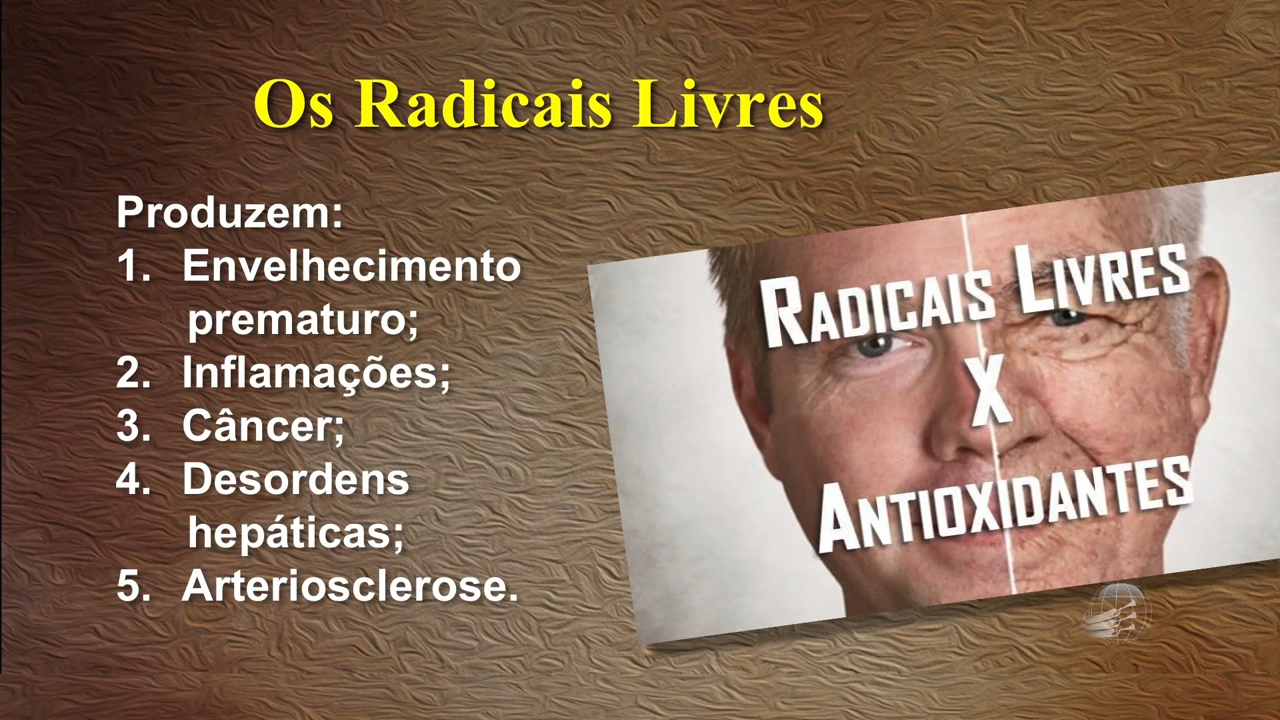 Os Radicais Livres
Produzem:
1. Envelhecimento
prematuro;
2. Inflamações;
3. Câncer;
4. Desordens
hepáticas;
5. Arteriosclerose.
RADICAIS LIVRES
X
ANTIOXIDANTES